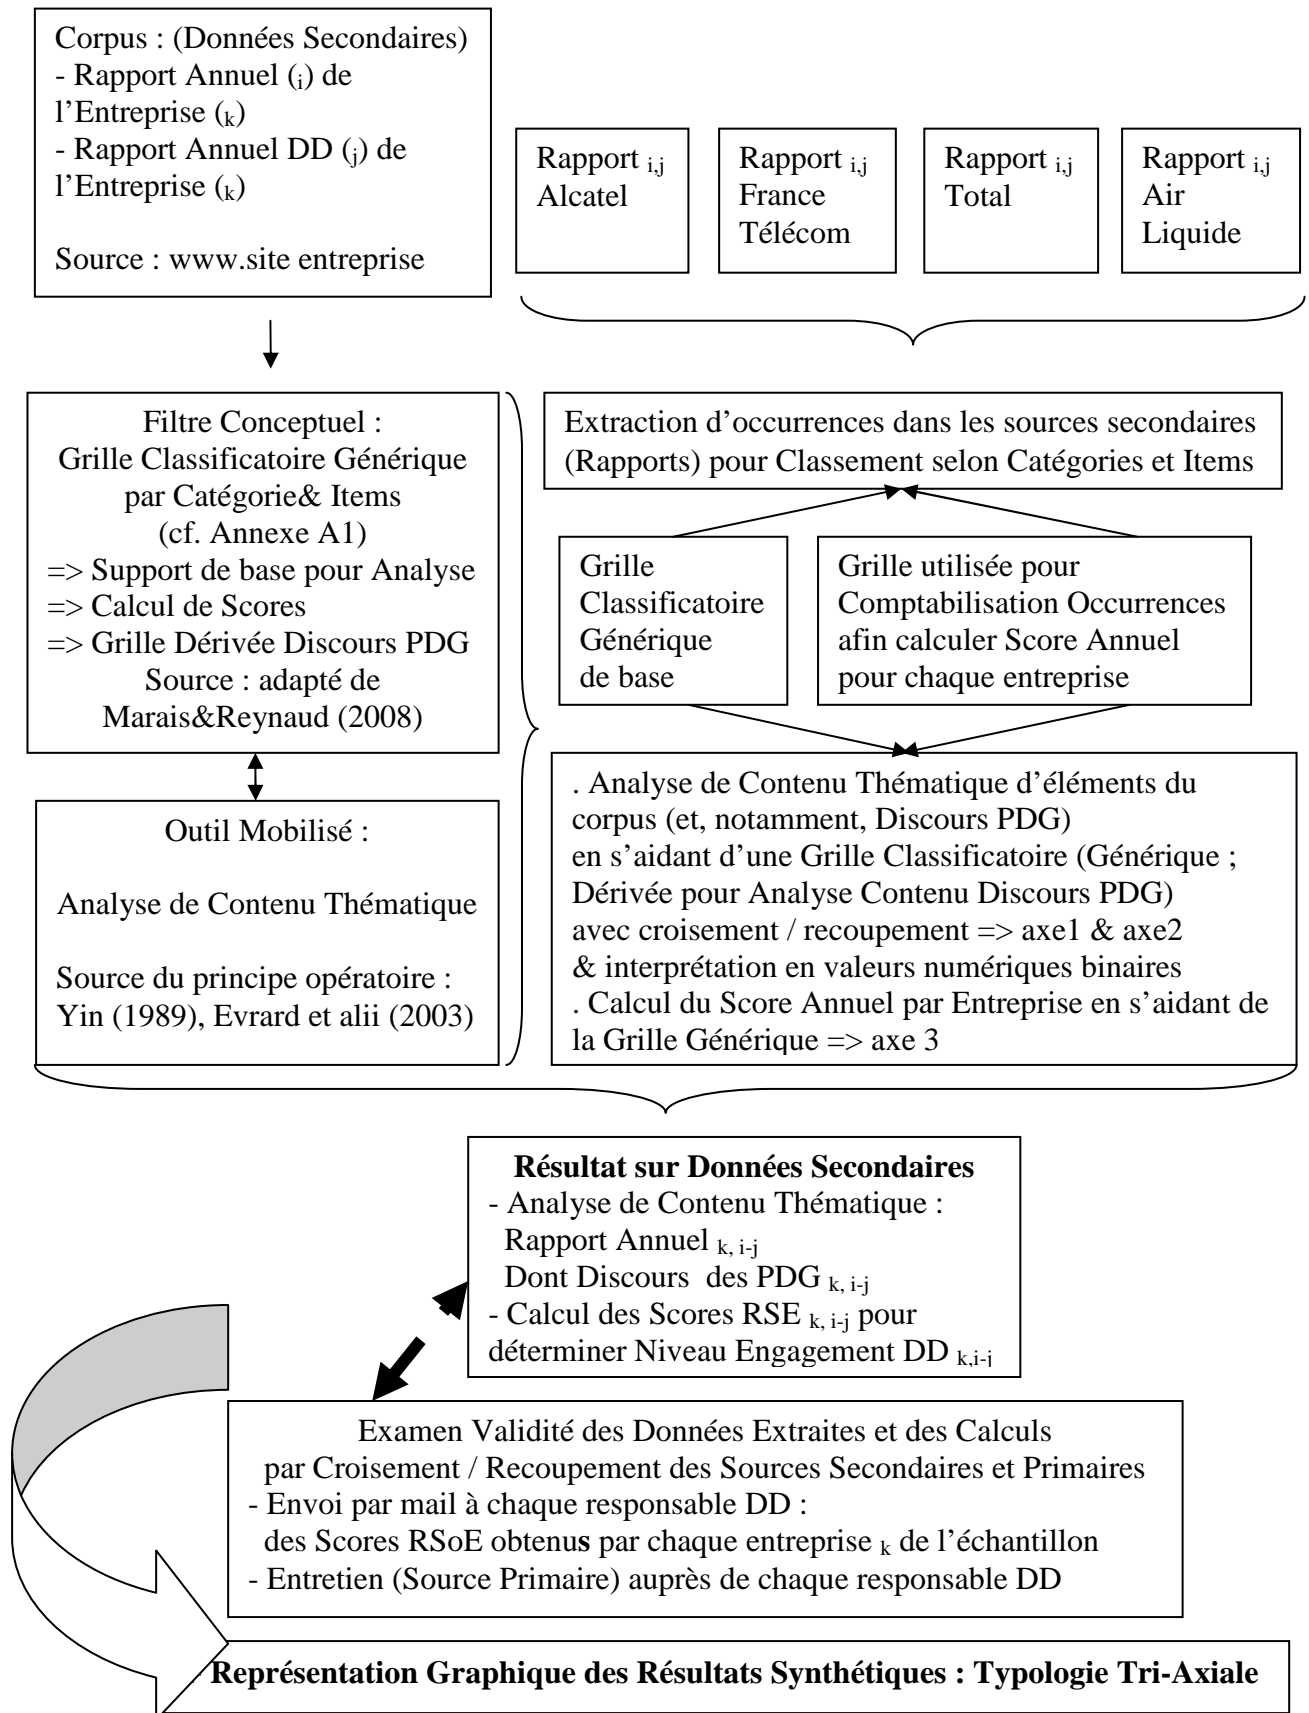 Corpus : (Données Secondaires)
- Rapport Annuel (i) de
l’Entreprise (k)
- Rapport Annuel DD (j) de
l’Entreprise (k)
Source : www.site entreprise
Rapport i,j
Alcatel
Rapport i,j
France
Télécom
Rapport i,j
Total
Rapport i,j
Air
Liquide
Filtre Conceptuel :
Grille Classificatoire Générique
par Catégorie& Items
(cf. Annexe A1)
=> Support de base pour Analyse
=> Calcul de Scores
=> Grille Dérivée Discours PDG
Source : adapté de
Marais&Reynaud (2008)
Extraction d’occurrences dans les sources secondaires
(Rapports) pour Classement selon Catégories et Items
Grille
Classificatoire
Générique
de base
Grille utilisée pour
Comptabilisation Occurrences
afin calculer Score Annuel
pour chaque entreprise
Outil Mobilisé :
Analyse de Contenu Thématique
Source du principe opératoire :
Yin (1989), Evrard et alii (2003)
. Analyse de Contenu Thématique d’éléments du
corpus (et, notamment, Discours PDG)
en s’aidant d’une Grille Classificatoire (Générique ;
Dérivée pour Analyse Contenu Discours PDG)
avec croisement / recoupement => axe1 & axe2
& interprétation en valeurs numériques binaires
. Calcul du Score Annuel par Entreprise en s’aidant de
la Grille Générique => axe 3
Résultat sur Données Secondaires
- Analyse de Contenu Thématique :
Rapport Annuel k, i-j
Dont Discours des PDG k, i-j
- Calcul des Scores RSE k, i-j pour
déterminer Niveau Engagement DD k,i-j
Examen Validité des Données Extraites et des Calculs
par Croisement / Recoupement des Sources Secondaires et Primaires
- Envoi par mail à chaque responsable DD :
des Scores RSoE obtenus par chaque entreprise k de l’échantillon
- Entretien (Source Primaire) auprès de chaque responsable DD
Représentation Graphique des Résultats Synthétiques : Typologie Tri-Axiale